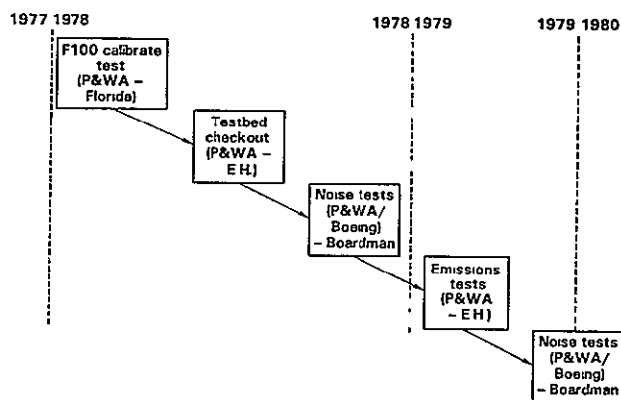 1977 1978
1978 1979
1979 1980
F100 calibrate
test
(P&WA –
Florida)
Testbed
checkout
(P&WA –
EH.)
Noise tests
(P&WA/
Boeing)
– Boardman
Emissions
tests
(P&WA
– EH)
Noise tests
(P&WA/
Boeing)
– Boardman